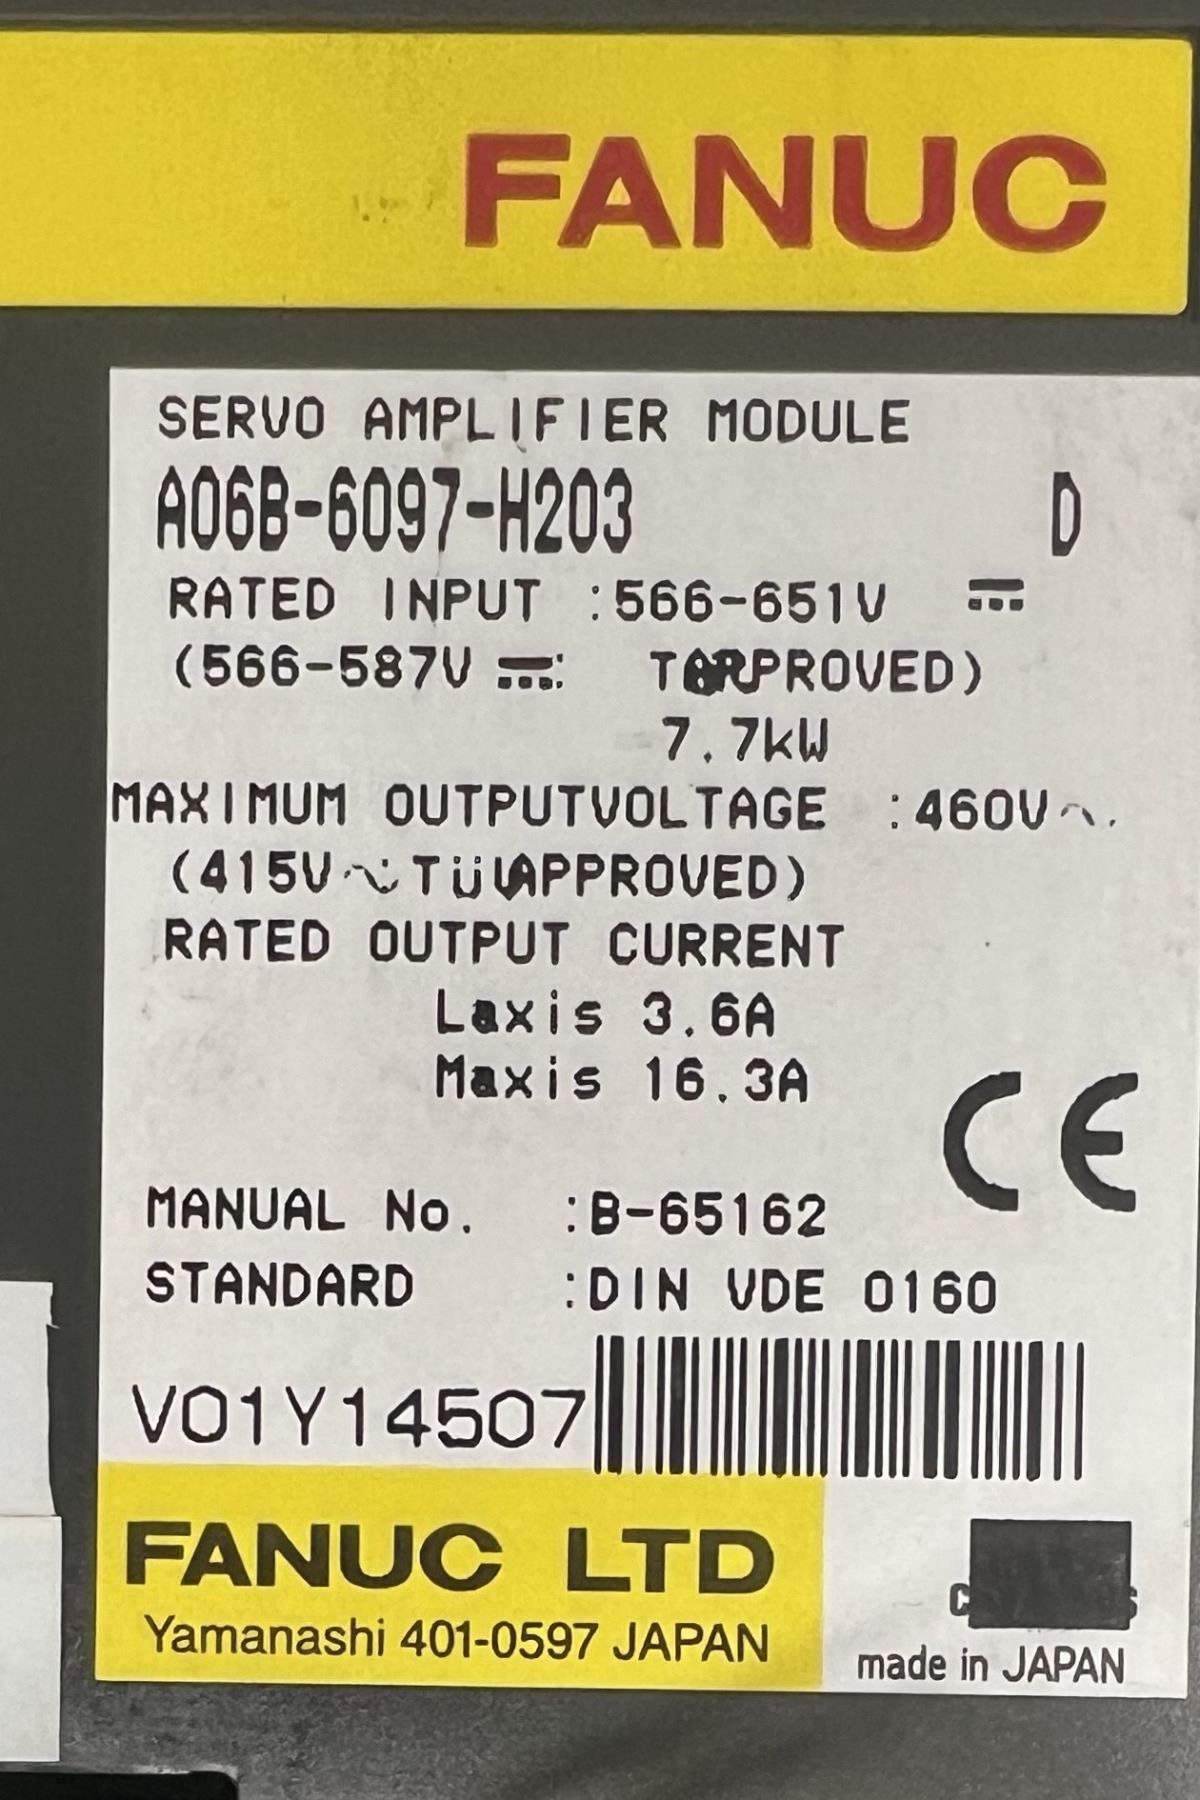 FANUC
SERVO AMPLIFIER MODULE
A06B-6097-H203 D
RATED INPUT :566-651V ⎓
(566-587V ⎓:
7.7kW
MAXIMUM OUTPUTVOLTAGE :460V~.
(415V~ TÜVAPPROVED)
RATED OUTPUT CURRENT
Laxis 3.6A
Maxis 16.3A
CE
MANUAL No. :B-65162
STANDARD :DIN VDE 0160
V01Y14507
FANUC LTD
Yamanashi 401-0597 JAPAN
made in JAPAN